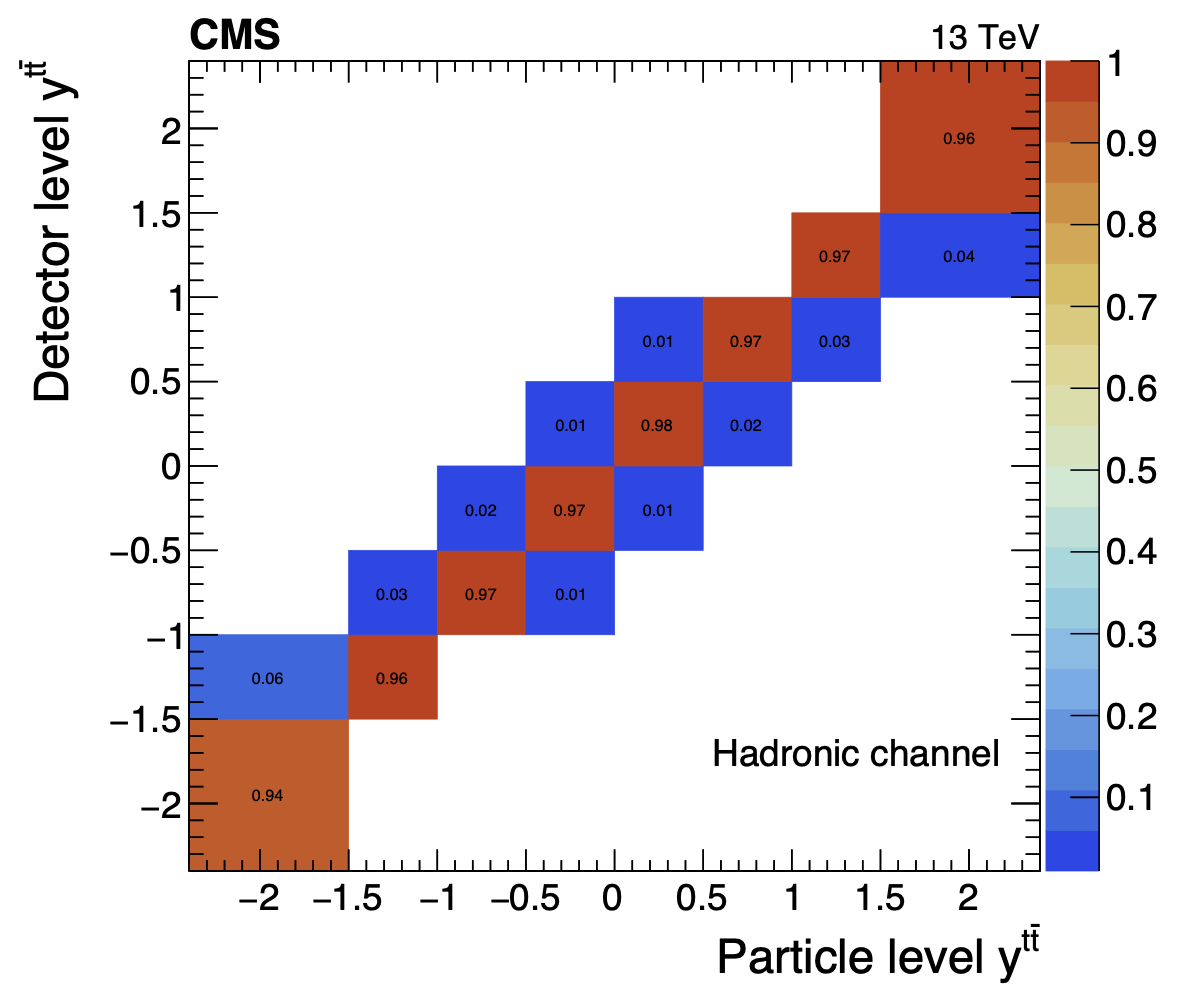 CMS 13 TeV
Detector level y^{tt̄}
2
1.5
1
0.5
0
−0.5
−1
−1.5
−2
0.96
0.97 0.04
0.01 0.97 0.03
0.01 0.98 0.02
0.02 0.97 0.01
0.03 0.97 0.01
0.06 0.96
0.94
Hadronic channel
1
0.9
0.8
0.7
0.6
0.5
0.4
0.3
0.2
0.1
−2 −1.5 −1 −0.5 0 0.5 1 1.5 2
Particle level y^{tt̄}